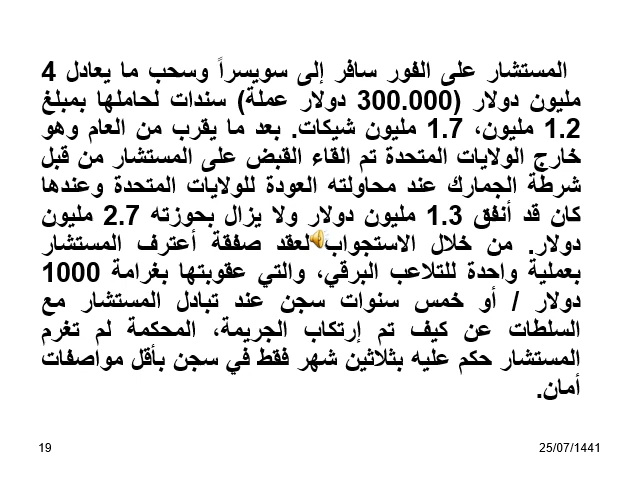 المستشار على الفور سافر إلى سويسراً وسحب ما يعادل 4
مليون دولار (300.000 دولار عملة) سندات لحاملها بمبلغ
1.2 مليون، 1.7 مليون شيكات. بعد ما يقرب من العام وهو
خارج الولايات المتحدة تم القاء القبض على المستشار من قبل
شرطة الجمارك عند محاولته العودة للولايات المتحدة وعندها
كان قد أنفق 1.3 مليون دولار ولا يزال بحوزته 2.7 مليون
دولار. من خلال الاستجواب لعقد صفقة أعترف المستشار
بعملية واحدة للتلاعب البرقي، والتي عقوبتها بغرامة 1000
دولار / أو خمس سنوات سجن عند تبادل المستشار مع
السلطات عن كيف تم إرتكاب الجريمة، المحكمة لم تغرم
المستشار حكم عليه بثلاثين شهر فقط في سجن بأقل مواصفات
أمان.
25/07/1441
19